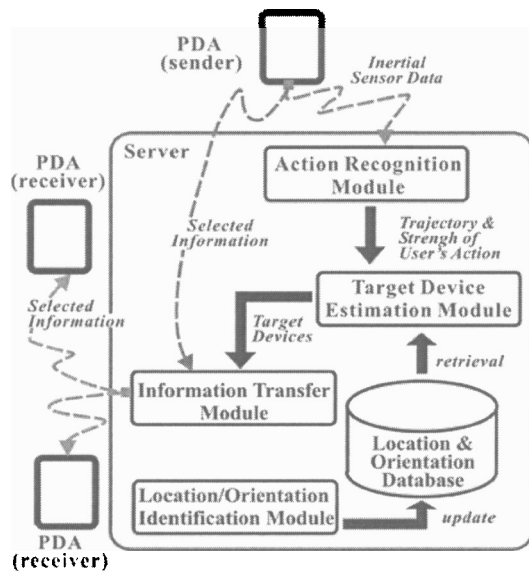 PDA
(sender)
Inertial
Sensor Data
Server
Action Recognition
Module
PDA
(receiver)
Selected
Information
Trajectory &
Strengh of
User's Action
Target Device
Estimation Module
Selected
Information
Target
Devices
retrieval
Information Transfer
Module
Location &
Orientation
Database
Location/Orientation
Identification Module
update
PDA
(receiver)